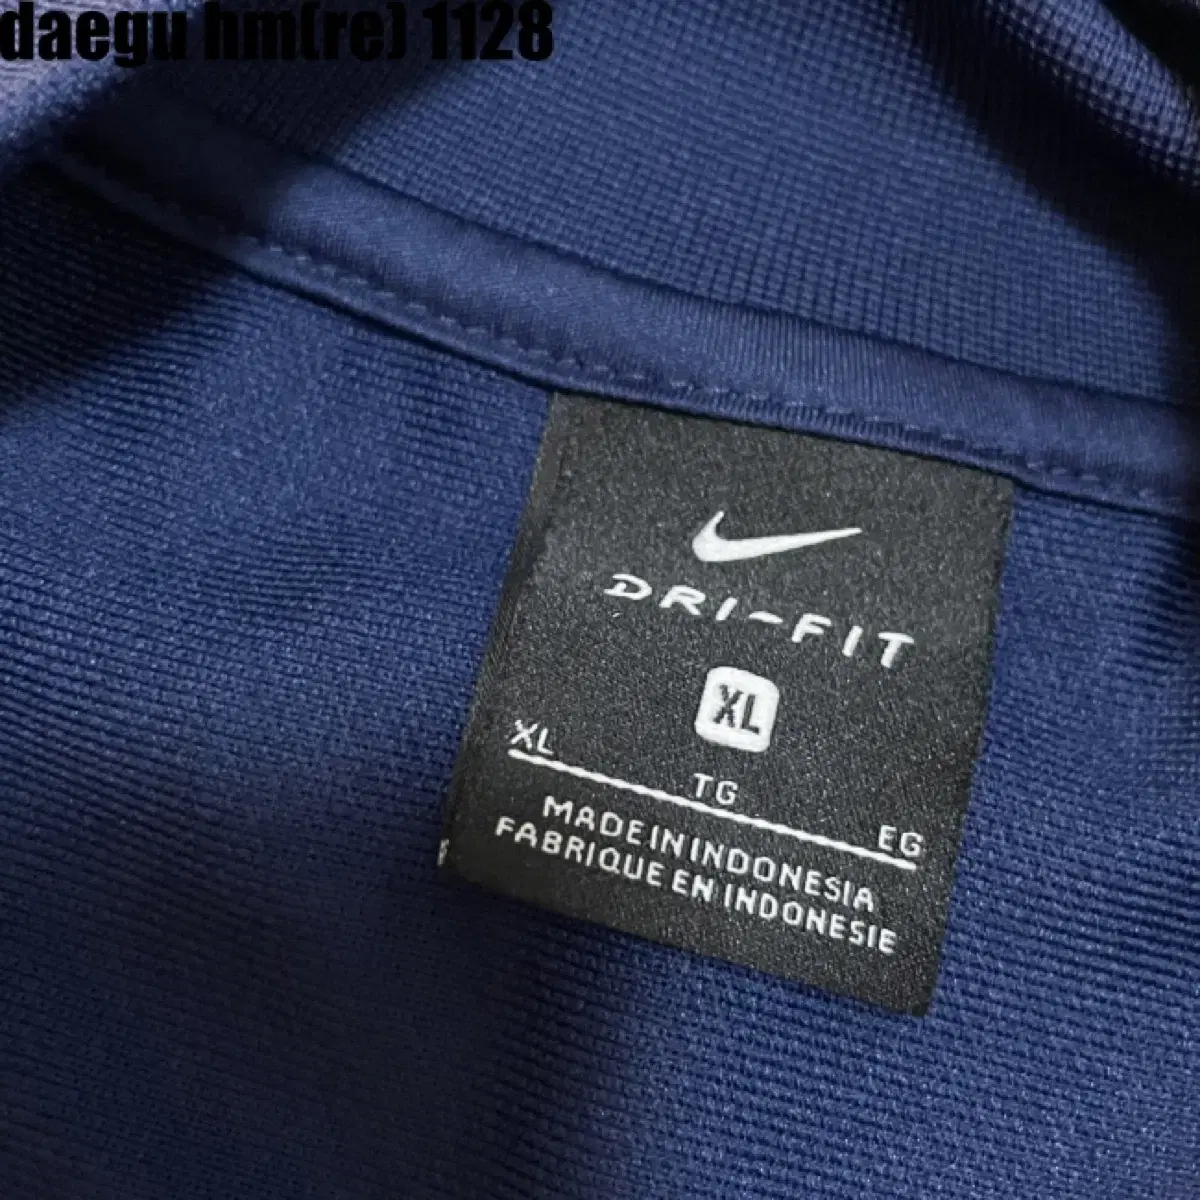 daegu hm(re) 1128
DRI-FIT
XL
XL TG EG
MADE IN INDONESIA
FABRIQUE EN INDONESIE